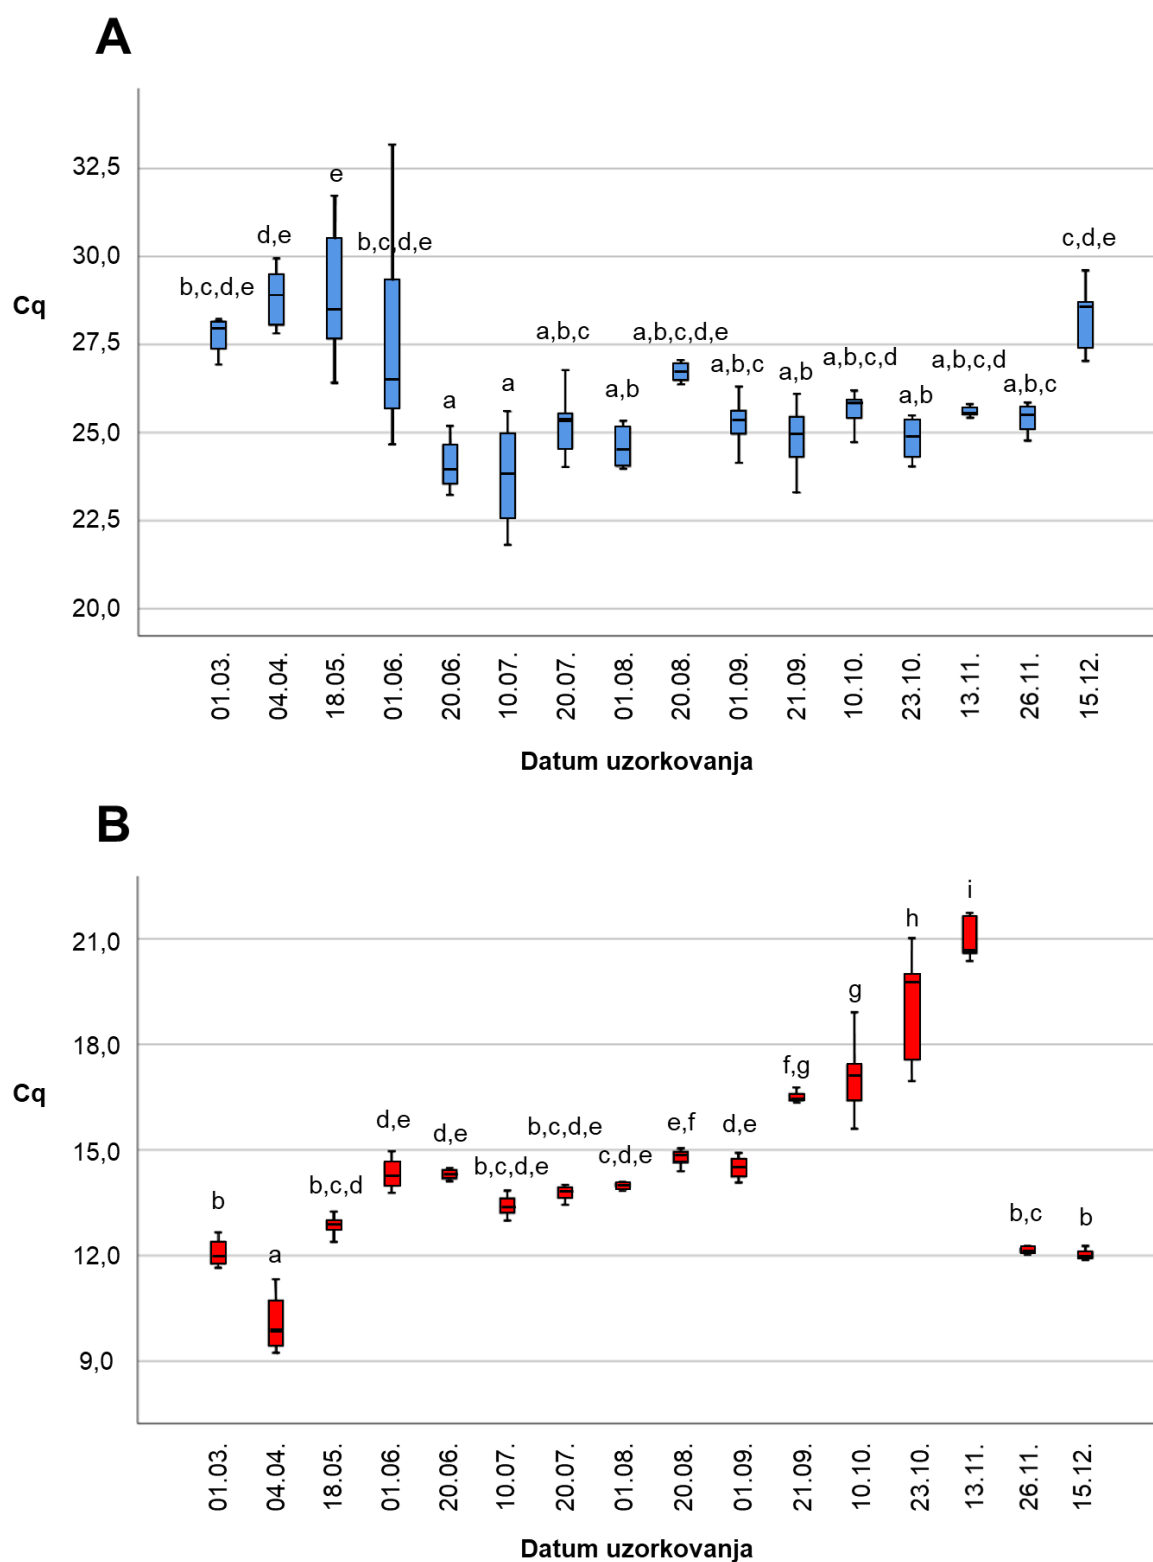 A
32,5
30,0
27,5
25,0
22,5
20,0
Cq
b,c,d,e
d,e
e
b,c,d,e
a
a
a,b,c
a,b
a,b,c,d,e
a,b,c
a,b
a,b,c,d
a,b
a,b,c,d
a,b,c
c,d,e
01.03.
04.04.
18.05.
01.06.
20.06.
10.07.
20.07.
01.08.
20.08.
01.09.
21.09.
10.10.
23.10.
13.11.
26.11.
15.12.
Datum uzorkovanja
B
21,0
18,0
15,0
12,0
9,0
Cq
b
a
b,c,d
d,e
d,e
b,c,d,e
b,c,d,e
c,d,e
e,f
d,e
f,g
g
h
i
b,c
b
01.03.
04.04.
18.05.
01.06.
20.06.
10.07.
20.07.
01.08.
20.08.
01.09.
21.09.
10.10.
23.10.
13.11.
26.11.
15.12.
Datum uzorkovanja